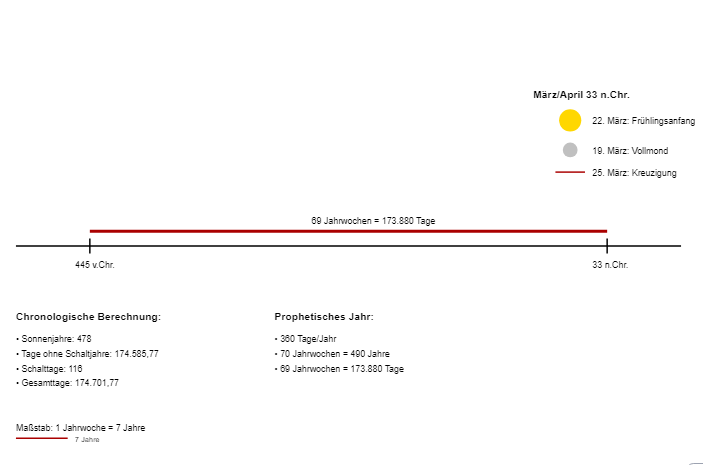 März/April 33 n.Chr.
22. März: Frühlingsanfang
19. März: Vollmond
25. März: Kreuzigung
69 Jahrwochen = 173.880 Tage
445 v.Chr.
33 n.Chr.
Chronologische Berechnung:
• Sonnenjahre: 478
• Tage ohne Schaltjahre: 174.585,77
• Schalttage: 116
• Gesamttage: 174.701,77
Prophetisches Jahr:
• 360 Tage/Jahr
• 70 Jahrwochen = 490 Jahre
• 69 Jahrwochen = 173.880 Tage
Maßstab: 1 Jahrwoche = 7 Jahre
7 Jahre